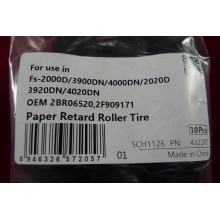 For use in
Fs-2000D/3900DN/4000DN/2020D
3920DN/4020DN
OEM 2BR06520,2F909171
Paper Retard Roller Tire
10Pcs
SCH1126 PN:
01
6946326572057
Made in China